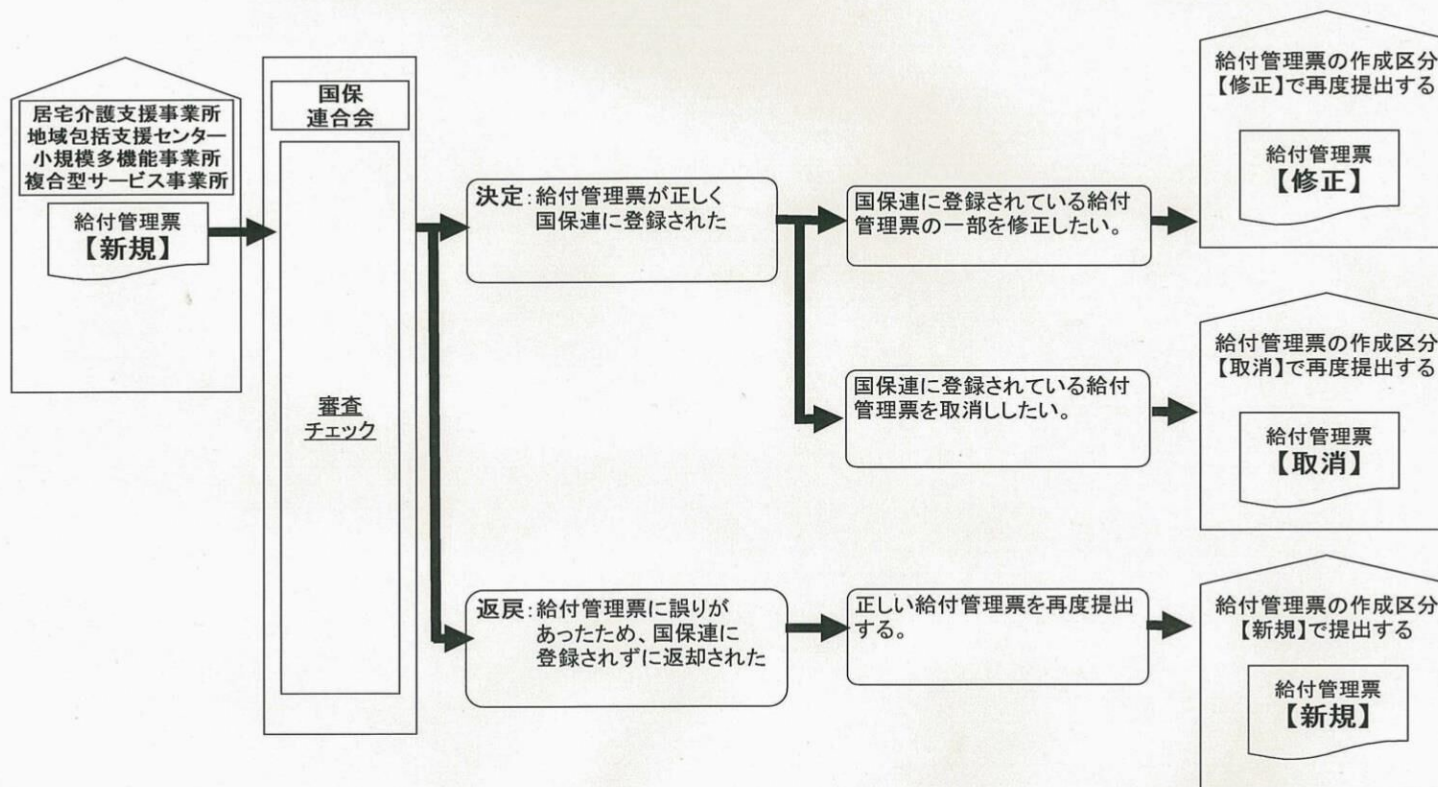 居宅介護支援事業所
地域包括支援センター
小規模多機能事業所
複合型サービス事業所
給付管理票
【新規】
国保
連合会
審査
チェック
決定:給付管理票が正しく
国保連に登録された
国保連に登録されている給付
管理票の一部を修正したい。
給付管理票の作成区分
【修正】で再度提出する
給付管理票
【修正】
国保連に登録されている給付
管理票を取消ししたい。
給付管理票の作成区分
【取消】で再度提出する
給付管理票
【取消】
返戻:給付管理票に誤りが
あったため、国保連に
登録されずに返却された
正しい給付管理票を再度提出
する。
給付管理票の作成区分
【新規】で提出する
給付管理票
【新規】